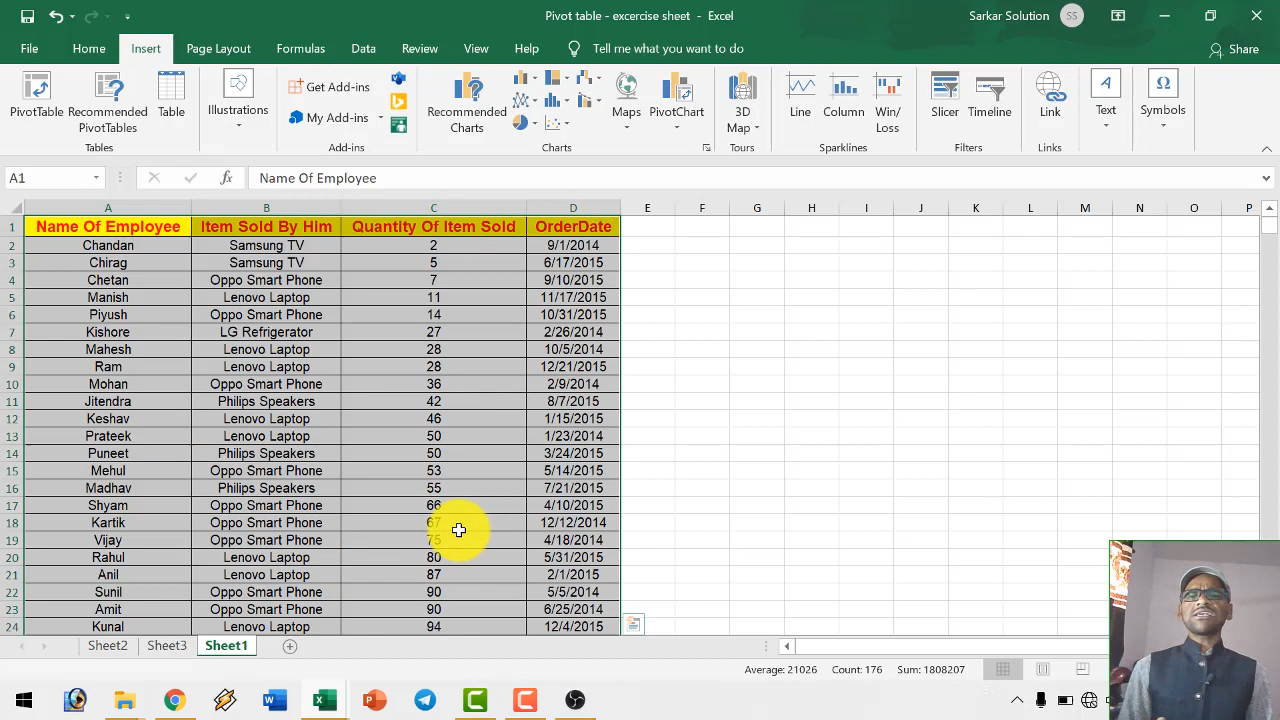 Pivot table - excercise sheet - Excel
Sarkar Solution SS
File Home Insert Page Layout Formulas Data Review View Help Tell me what you want to do Share
PivotTable Recommended PivotTables Table Illustrations Get Add-ins My Add-ins Recommended Charts Maps PivotChart 3D Map Line Column Win/Loss Slicer Timeline Link Text Symbols
Tables Add-ins Charts Tours Sparklines Filters Links
A1 fx Name Of Employee
A B C D E F G H I J K L M N O P
1 Name Of Employee Item Sold By HIm Quantity Of Item Sold OrderDate
2 Chandan Samsung TV 2 9/1/2014
3 Chirag Samsung TV 5 6/17/2015
4 Chetan Oppo Smart Phone 7 9/10/2015
5 Manish Lenovo Laptop 11 11/17/2015
6 Piyush Oppo Smart Phone 14 10/31/2015
7 Kishore LG Refrigerator 27 2/26/2014
8 Mahesh Lenovo Laptop 28 10/5/2014
9 Ram Lenovo Laptop 28 12/21/2015
10 Mohan Oppo Smart Phone 36 2/9/2014
11 Jitendra Philips Speakers 42 8/7/2015
12 Keshav Lenovo Laptop 46 1/15/2015
13 Prateek Lenovo Laptop 50 1/23/2014
14 Puneet Philips Speakers 50 3/24/2015
15 Mehul Oppo Smart Phone 53 5/14/2015
16 Madhav Philips Speakers 55 7/21/2015
17 Shyam Oppo Smart Phone 66 4/10/2015
18 Kartik Oppo Smart Phone 67 12/12/2014
19 Vijay Oppo Smart Phone 75 4/18/2014
20 Rahul Lenovo Laptop 80 5/31/2015
21 Anil Lenovo Laptop 87 2/1/2015
22 Sunil Oppo Smart Phone 90 5/5/2014
23 Amit Oppo Smart Phone 90 6/25/2014
24 Kunal Lenovo Laptop 94 12/4/2015
Sheet2 Sheet3 Sheet1
Average: 21026 Count: 176 Sum: 1808207